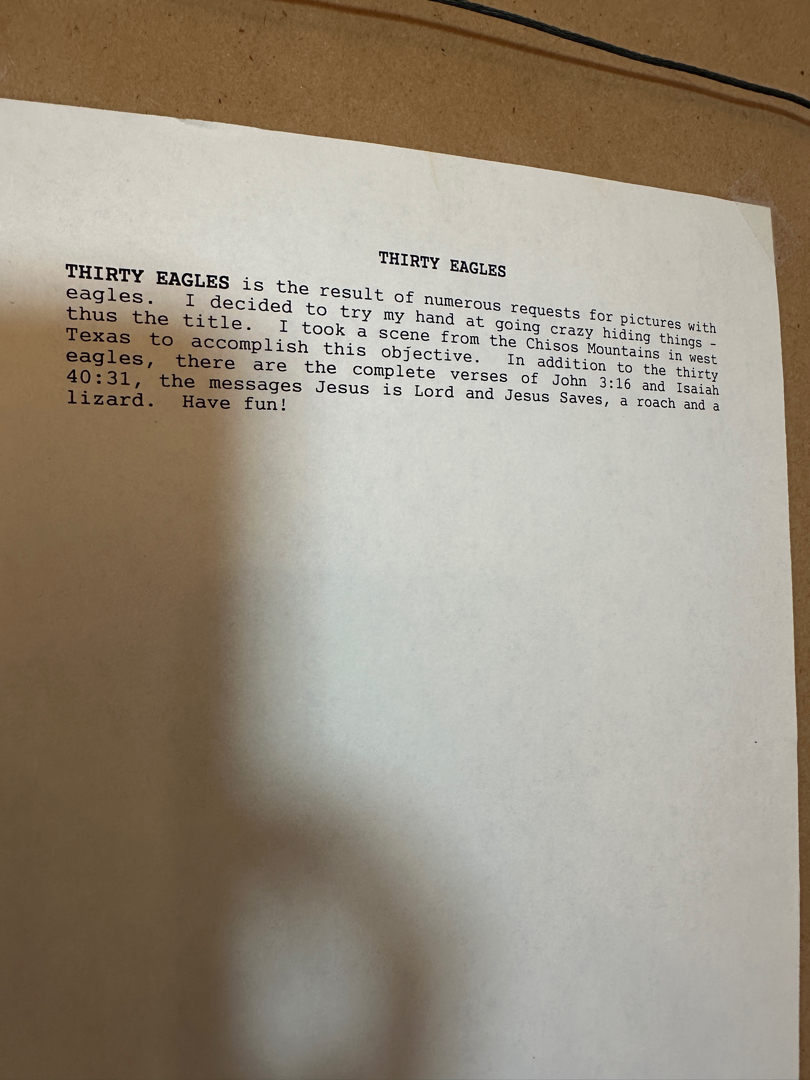 THIRTY EAGLES
THIRTY EAGLES is the result of numerous requests for pictures with
eagles.  I decided to try my hand at going crazy hiding things -
thus the title.  I took a scene from the Chisos Mountains in west
Texas to accomplish this objective.  In addition to the thirty
eagles, there are the complete verses of John 3:16 and Isaiah
40:31, the messages Jesus is Lord and Jesus Saves, a roach and a
lizard.  Have fun!